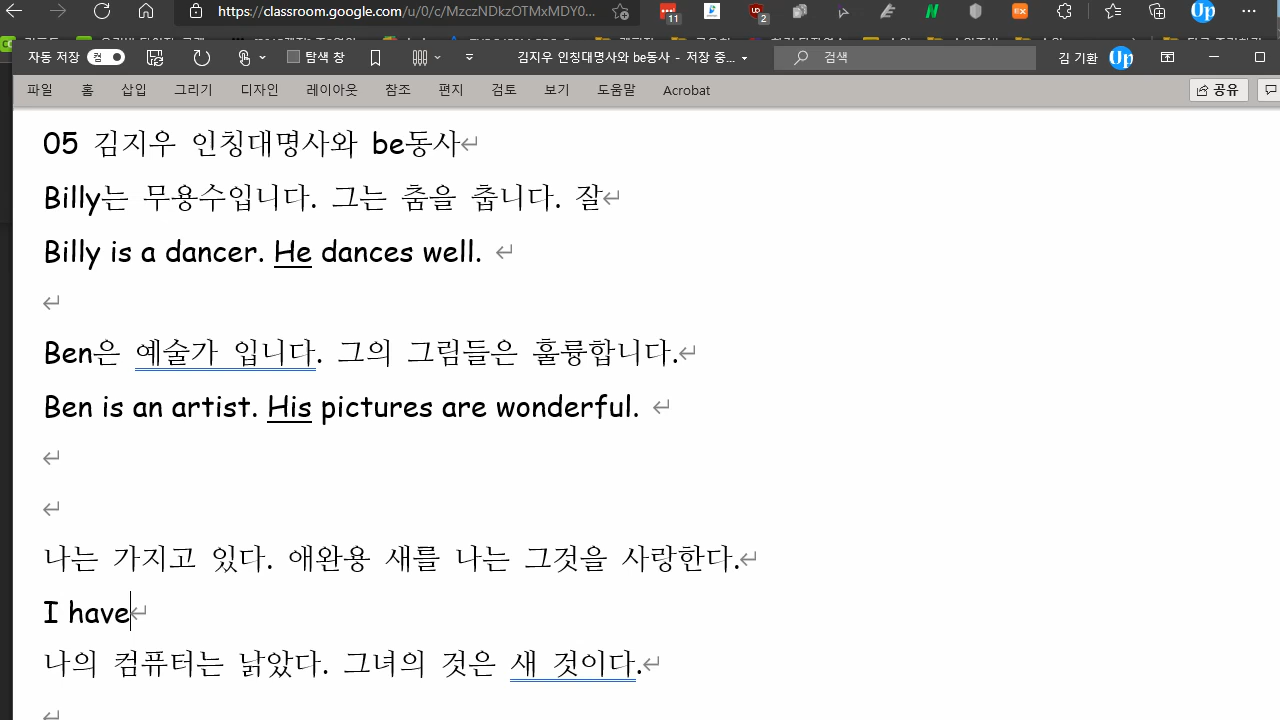 https://classroom.google.com/u/0/c/MzczNDkzOTMxMDY0...
11
2
자동 저장 컴 탐색 창 김지우 인칭대명사와 be동사 - 저장 중... 검색 김 기환 Up
파일 홈 삽입 그리기 디자인 레이아웃 참조 편지 검토 보기 도움말 Acrobat 공유
05 김지우 인칭대명사와 be동사
Billy는 무용수입니다. 그는 춤을 춥니다. 잘
Billy is a dancer. He dances well.
Ben은 예술가 입니다. 그의 그림들은 훌륭합니다.
Ben is an artist. His pictures are wonderful.
나는 가지고 있다. 애완용 새를 나는 그것을 사랑한다.
I have
나의 컴퓨터는 낡았다. 그녀의 것은 새 것이다.